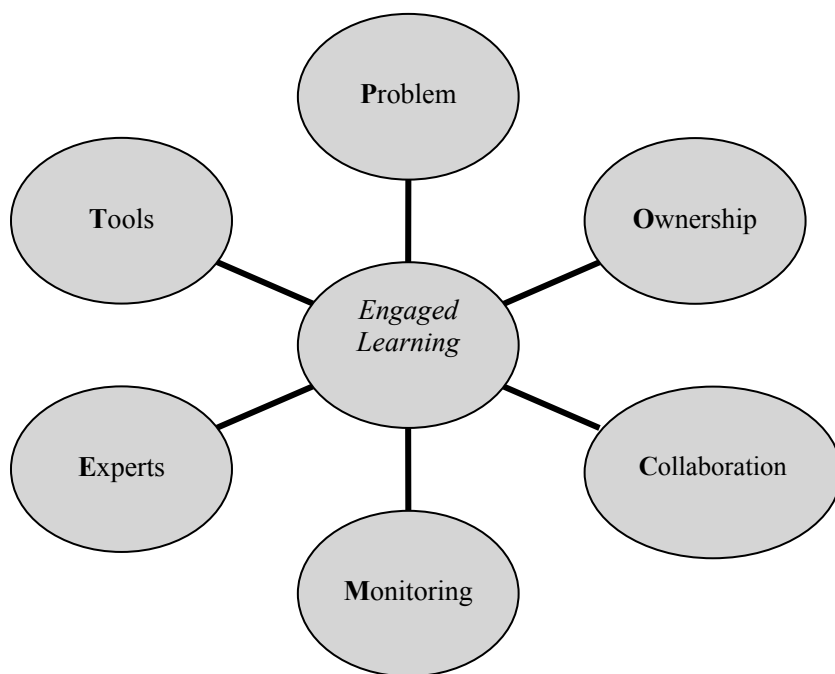 Problem
Tools
Ownership
Engaged
Learning
Experts
Collaboration
Monitoring